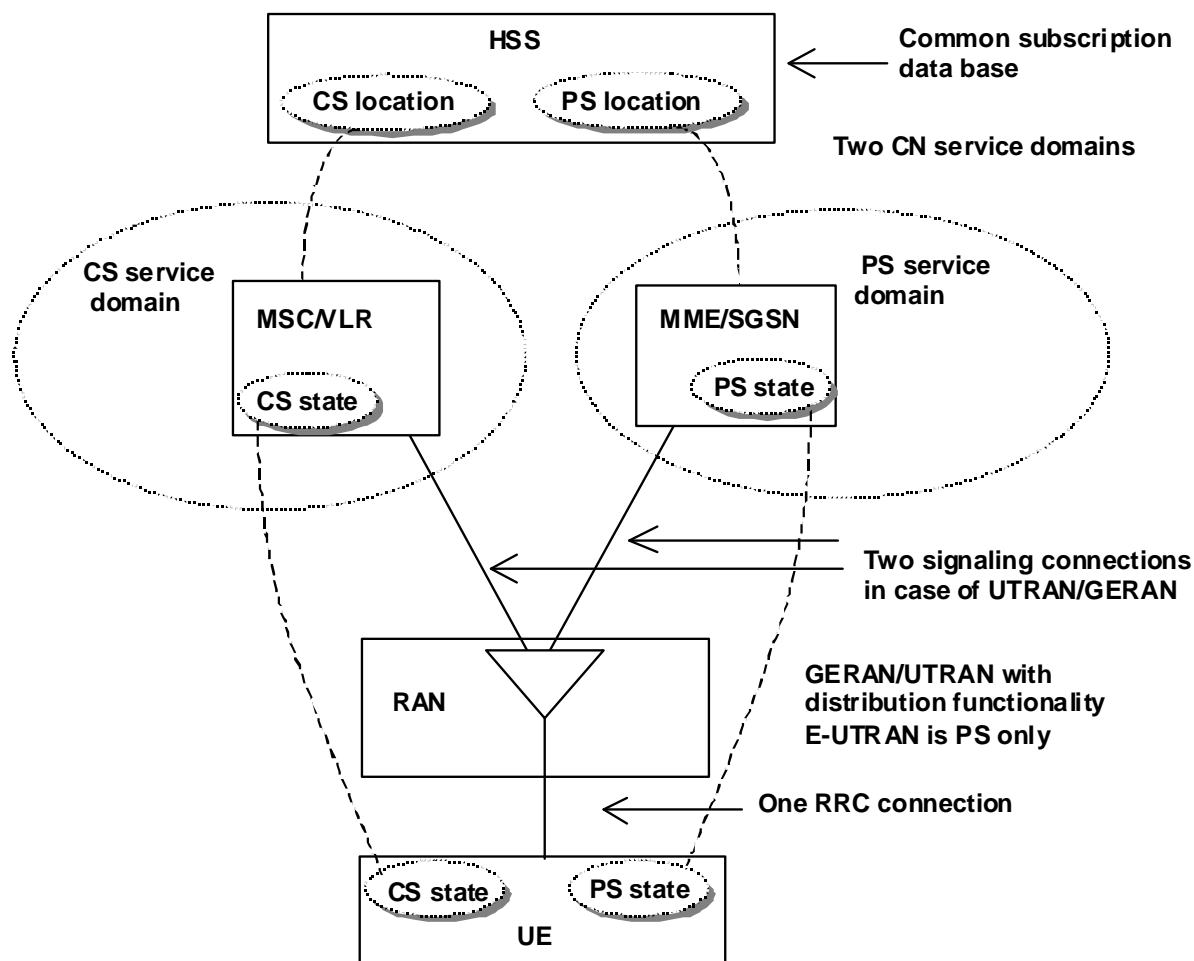 HSS
Common subscription
data base
CS location
PS location
Two CN service domains
CS service
domain
PS service
domain
MSC/VLR
MME/SGSN
CS state
PS state
Two signaling connections
in case of UTRAN/GERAN
RAN
GERAN/UTRAN with
distribution functionality
E-UTRAN is PS only
One RRC connection
CS state
PS state
UE